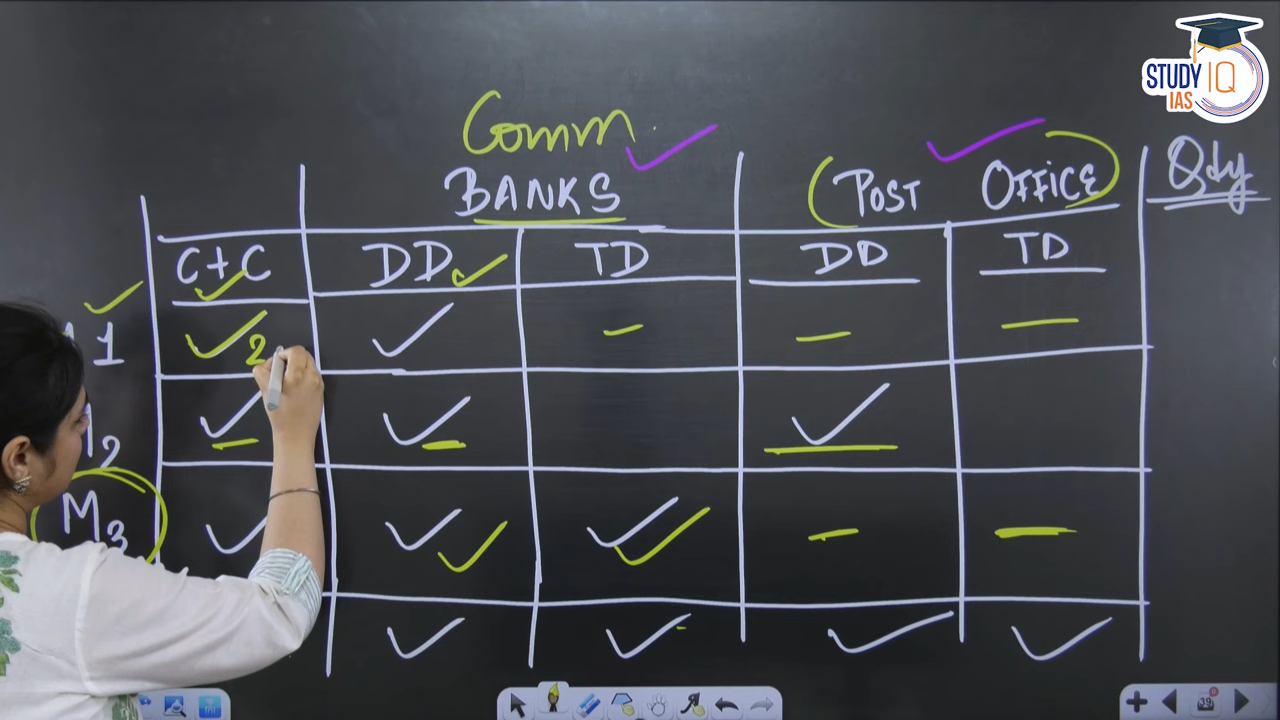 STUDY IQ
IAS
Comm.
BANKS
POST OFFICE
Qty
C+C
DD
TD
DD
TD
1
2
2
M3